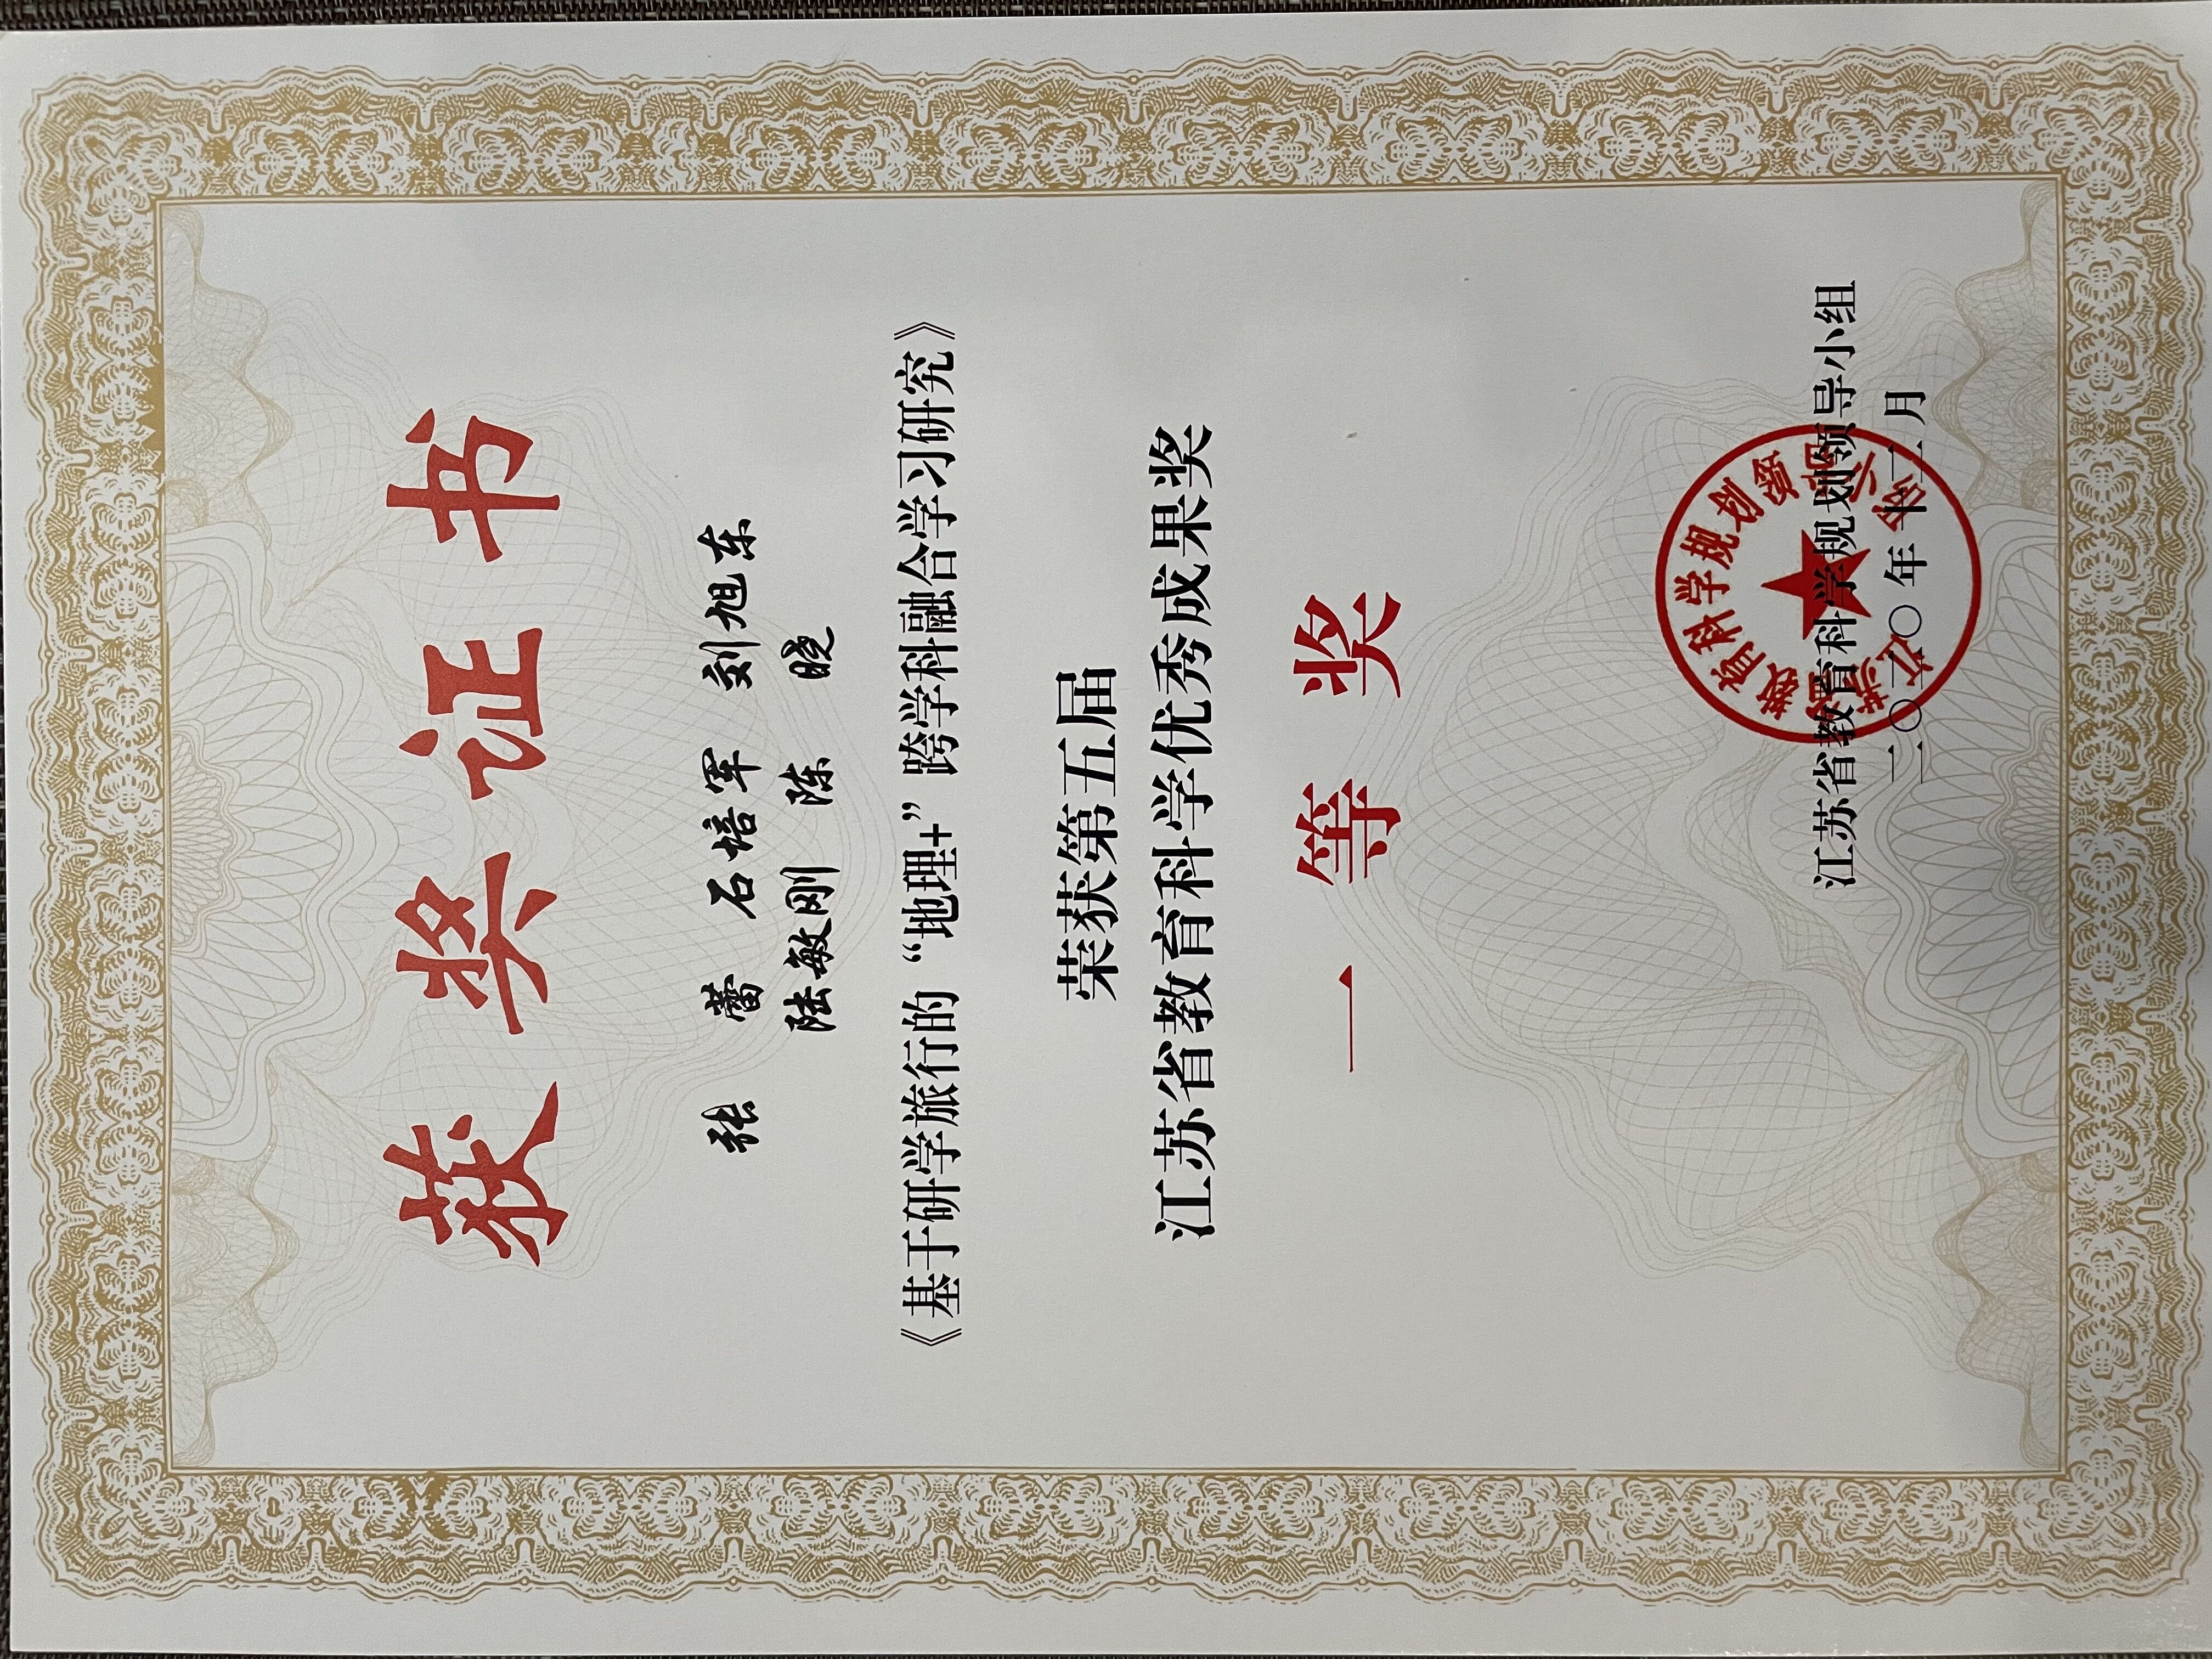 获奖证书
张 蕾 石培军 刘旭东
陆敏刚 陈 晓
《基于研学旅行的“地理+”跨学科融合学习研究》
荣获第五届
江苏省教育科学优秀成果奖
一等奖
江苏省教育科学规划领导小组
二〇二〇年十二月